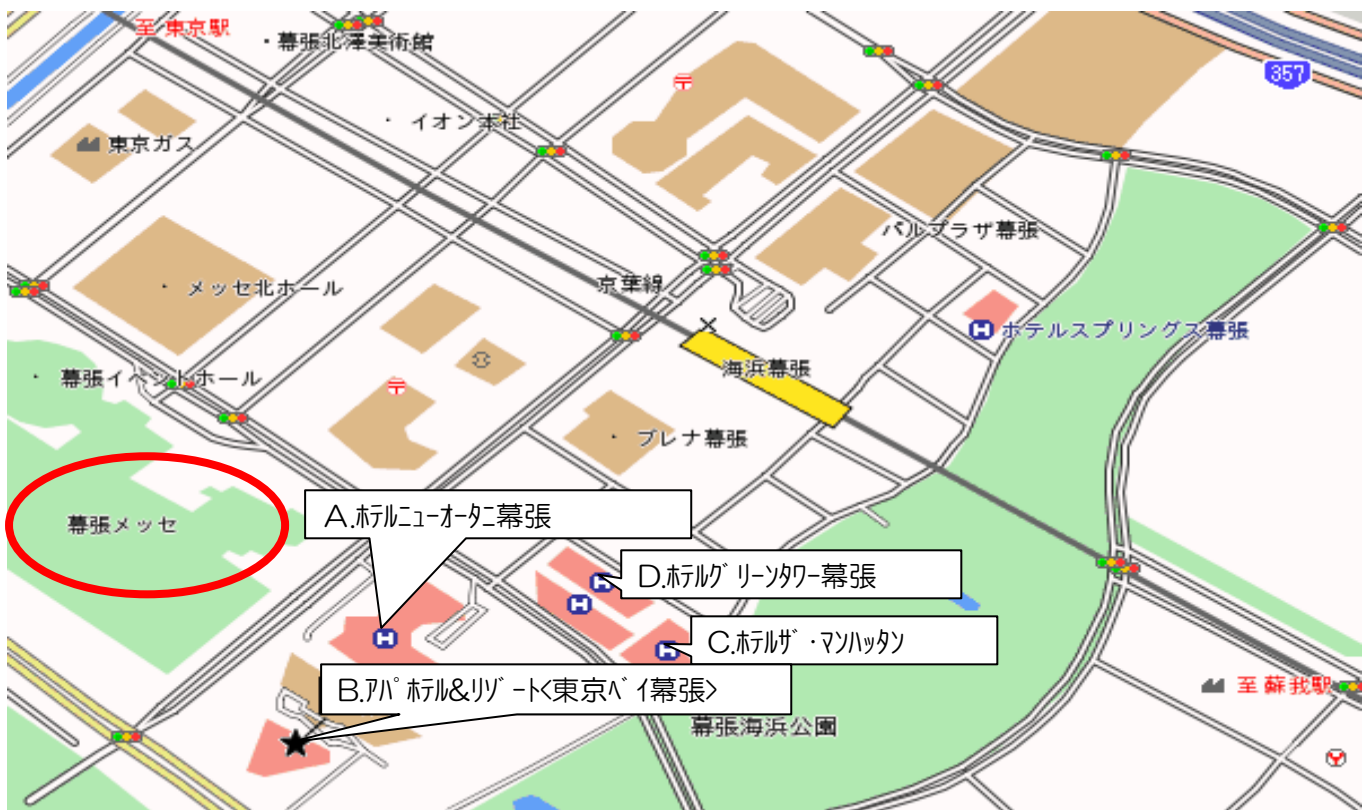 至 東京駅
・幕張北澤美術館
357
・ イオン本社
東京ガス
パルプラザ幕張
・ メッセ北ホール
京葉線
H ホテルスプリングス幕張
・ 幕張イベントホール
海浜幕張
・ プレナ幕張
幕張メッセ
A.ホテルニューオータニ幕張
D.ホテルグリーンタワー幕張
C.ホテルザ・マンハッタン
B.アパホテル&リゾート<東京ベイ幕張>
至 蘇我駅
幕張海浜公園